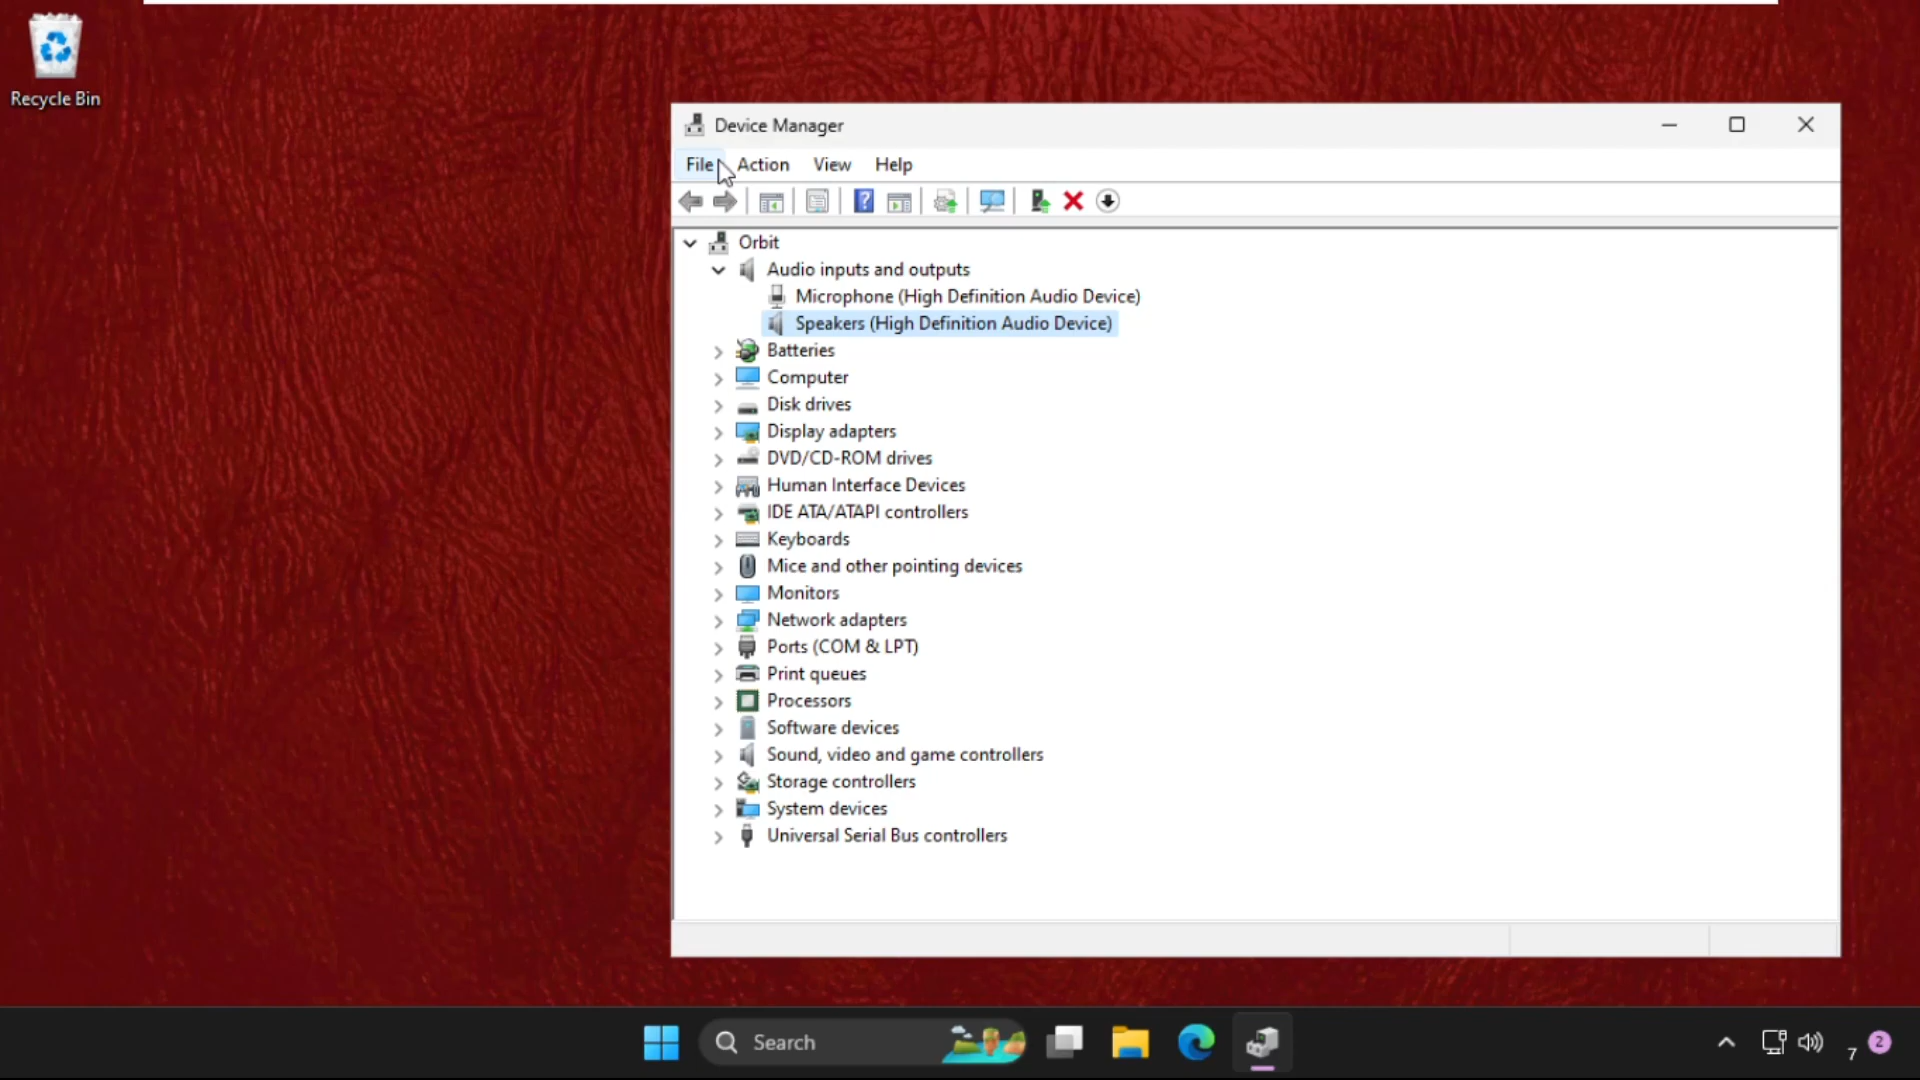 Recycle Bin
Device Manager
File Action View Help
Orbit
Audio inputs and outputs
Microphone (High Definition Audio Device)
Speakers (High Definition Audio Device)
Batteries
Computer
Disk drives
Display adapters
DVD/CD-ROM drives
Human Interface Devices
IDE ATA/ATAPI controllers
Keyboards
Mice and other pointing devices
Monitors
Network adapters
Ports (COM & LPT)
Print queues
Processors
Software devices
Sound, video and game controllers
Storage controllers
System devices
Universal Serial Bus controllers
Search
7 2